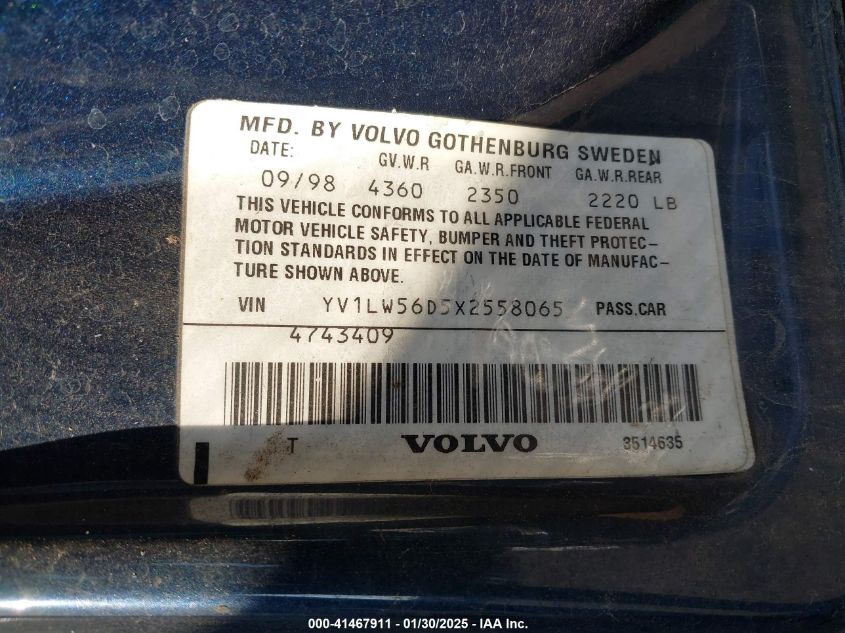 MFD. BY VOLVO GOTHENBURG SWEDEN
DATE: GV.W.R GA.W.R.FRONT GA.W.R.REAR
09/98 4360 2350 2220 LB
THIS VEHICLE CONFORMS TO ALL APPLICABLE FEDERAL
MOTOR VEHICLE SAFETY, BUMPER AND THEFT PROTEC-
TION STANDARDS IN EFFECT ON THE DATE OF MANUFAC-
TURE SHOWN ABOVE.
VIN YV1LW56D5X2558065 PASS.CAR
4743409
T VOLVO 3514635
000-41467911 - 01/30/2025 - IAA Inc.